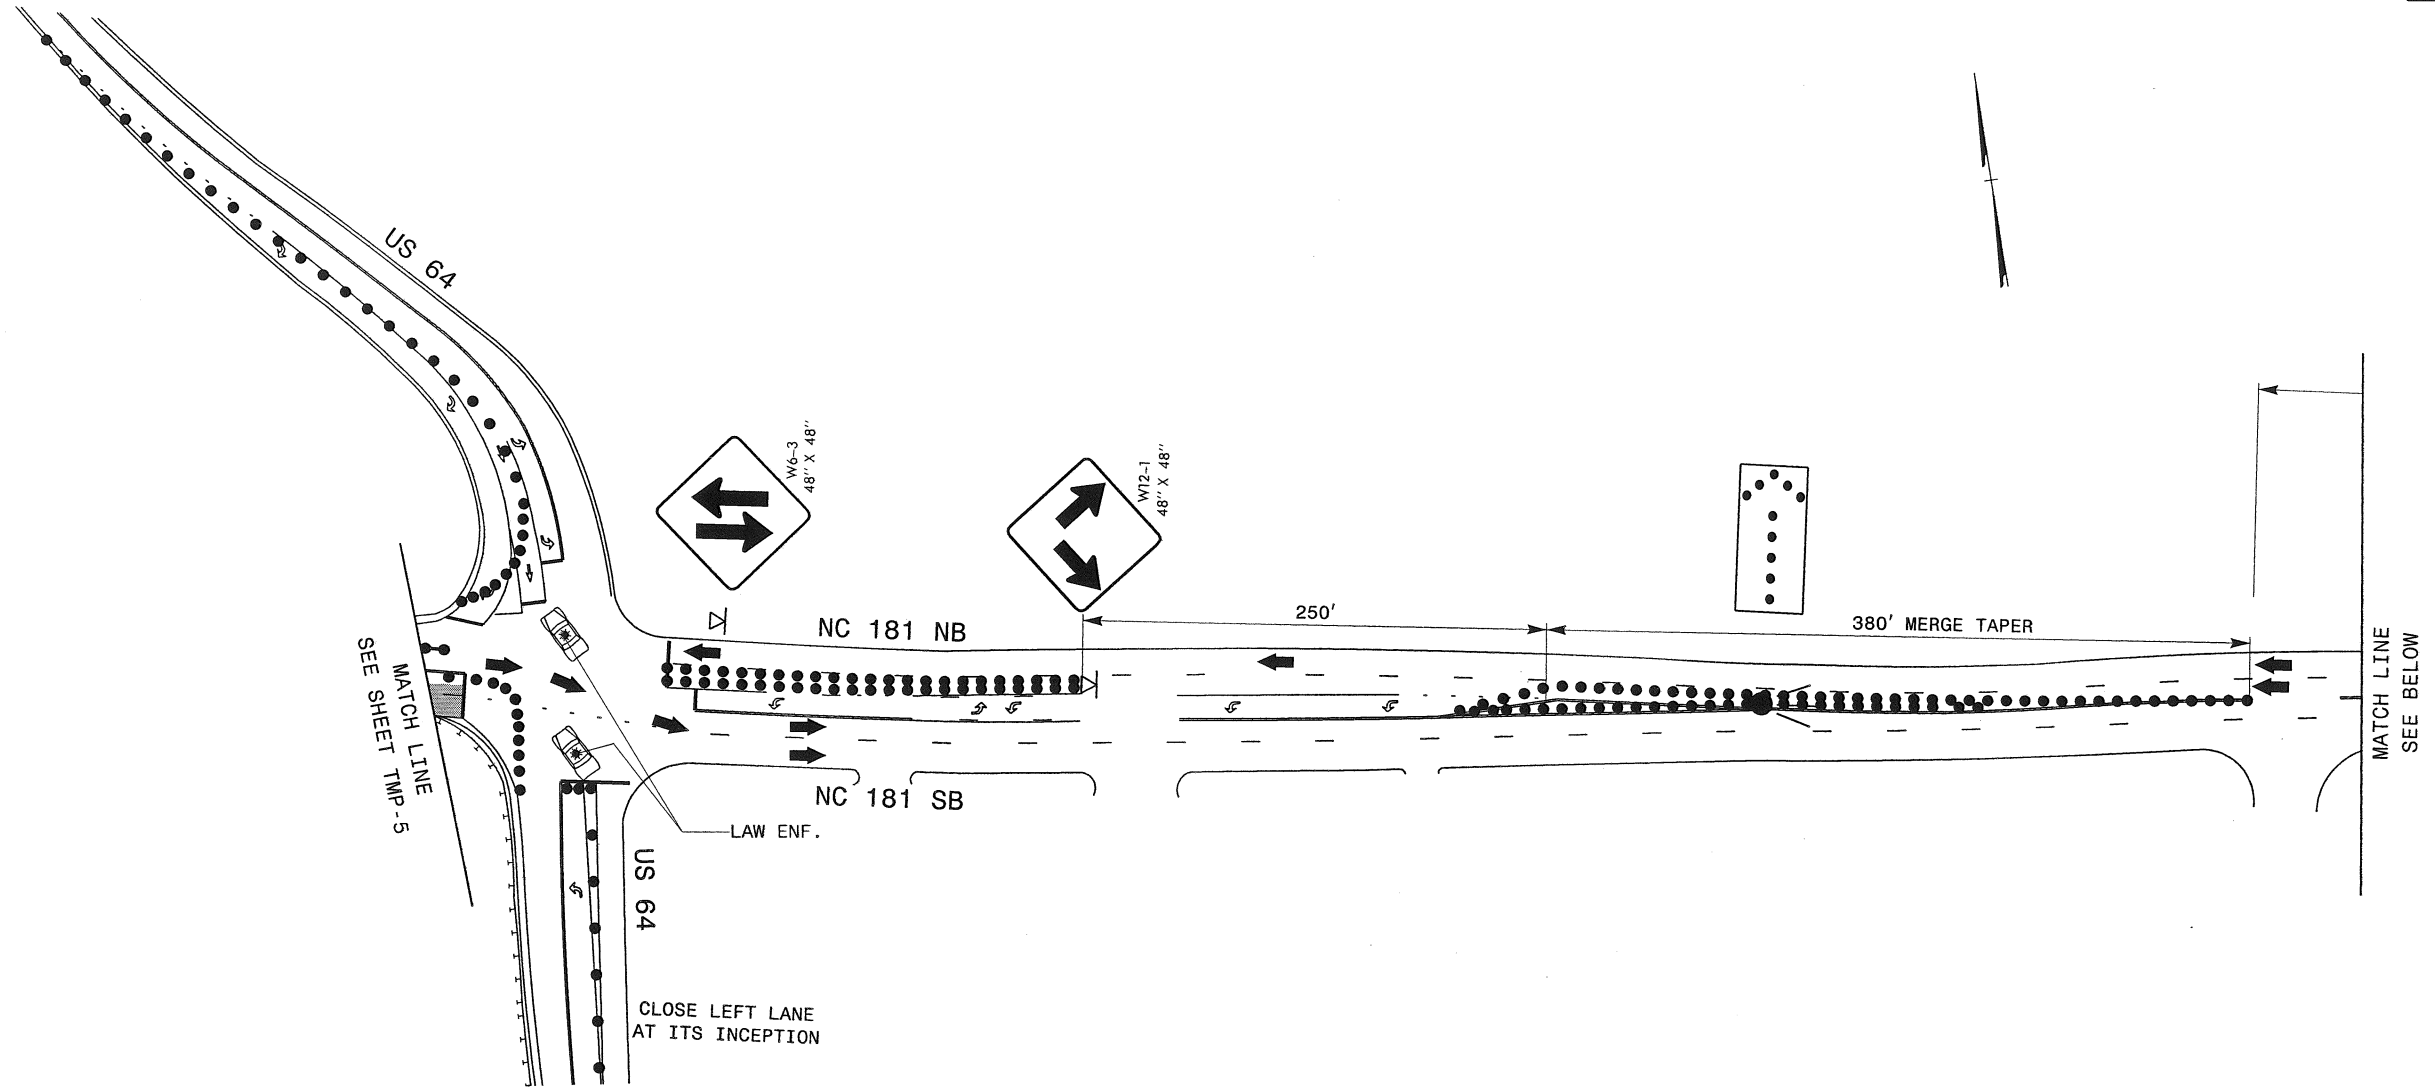 US 64
W6-3
48" X 48"
W12-1
48" X 48"
NC 181 NB
250'
380' MERGE TAPER
MATCH LINE
SEE BELOW
MATCH LINE
SEE SHEET TMP-5
NC 181 SB
LAW ENF.
US 64
CLOSE LEFT LANE
AT ITS INCEPTION